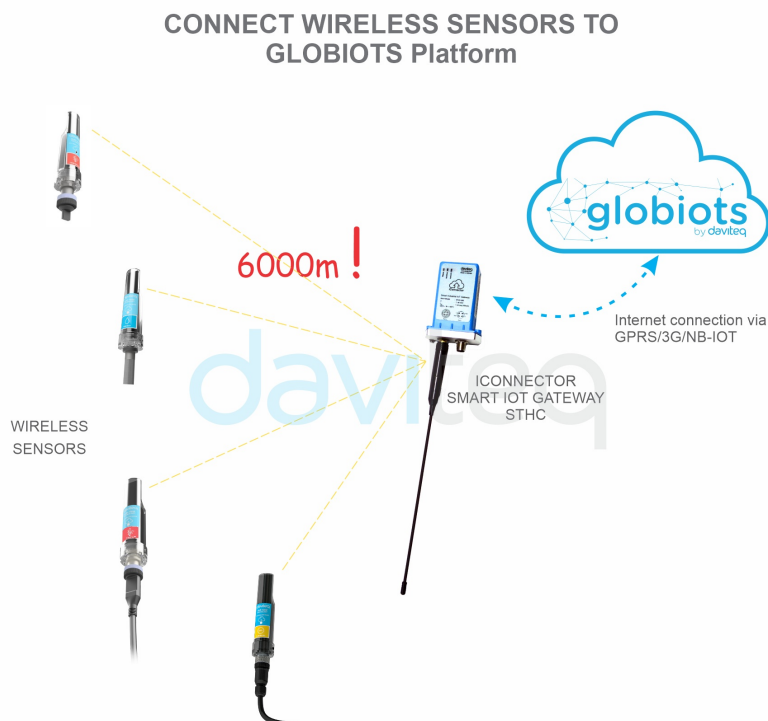 CONNECT WIRELESS SENSORS TO
GLOBIOTS Platform
globiots
by daviteq
6000m!
Internet connection via
GPRS/3G/NB-IOT
daviteq
ICONNECTOR
SMART IOT GATEWAY
STHC
WIRELESS
SENSORS